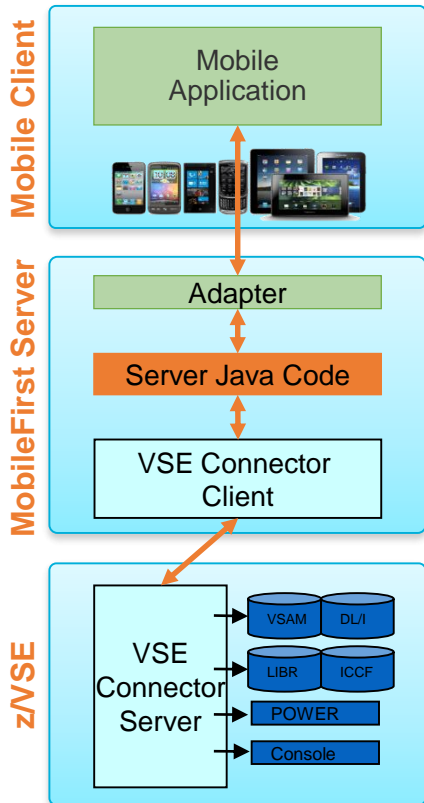 Mobile Client
Mobile
Application
MobileFirst Server
Adapter
Server Java Code
VSE Connector
Client
z/VSE
VSE
Connector
Server
VSAM
DL/I
LIBR
ICCF
POWER
Console